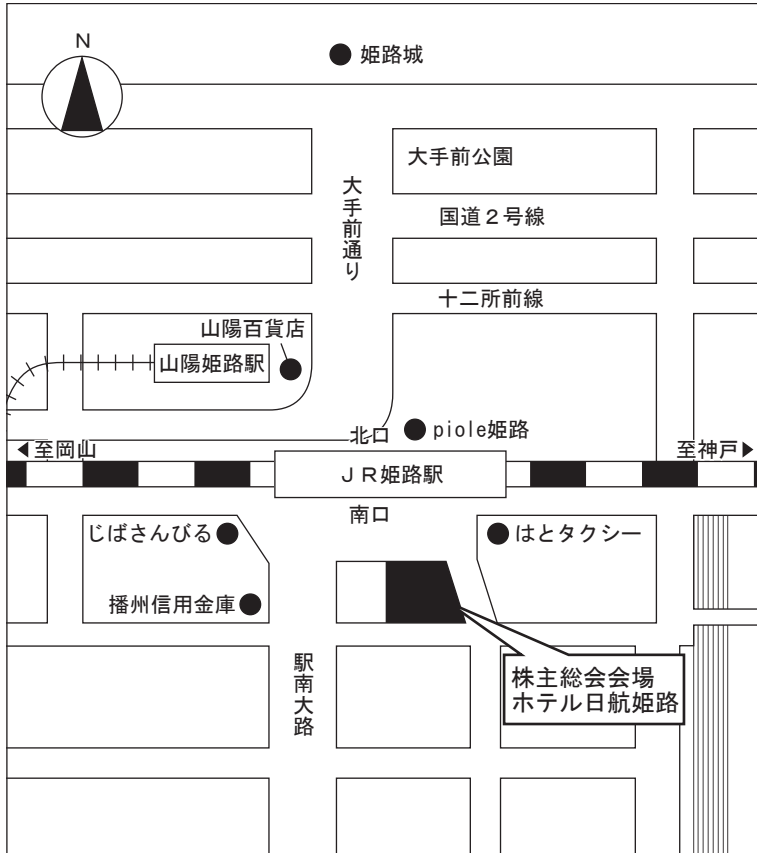 N
姫路城
大手前公園
大手前通り
国道２号線
十二所前線
山陽百貨店
山陽姫路駅
北口
piole姫路
至岡山
至神戸
ＪＲ姫路駅
南口
じばさんびる
はとタクシー
播州信用金庫
駅南大路
株主総会会場
ホテル日航姫路